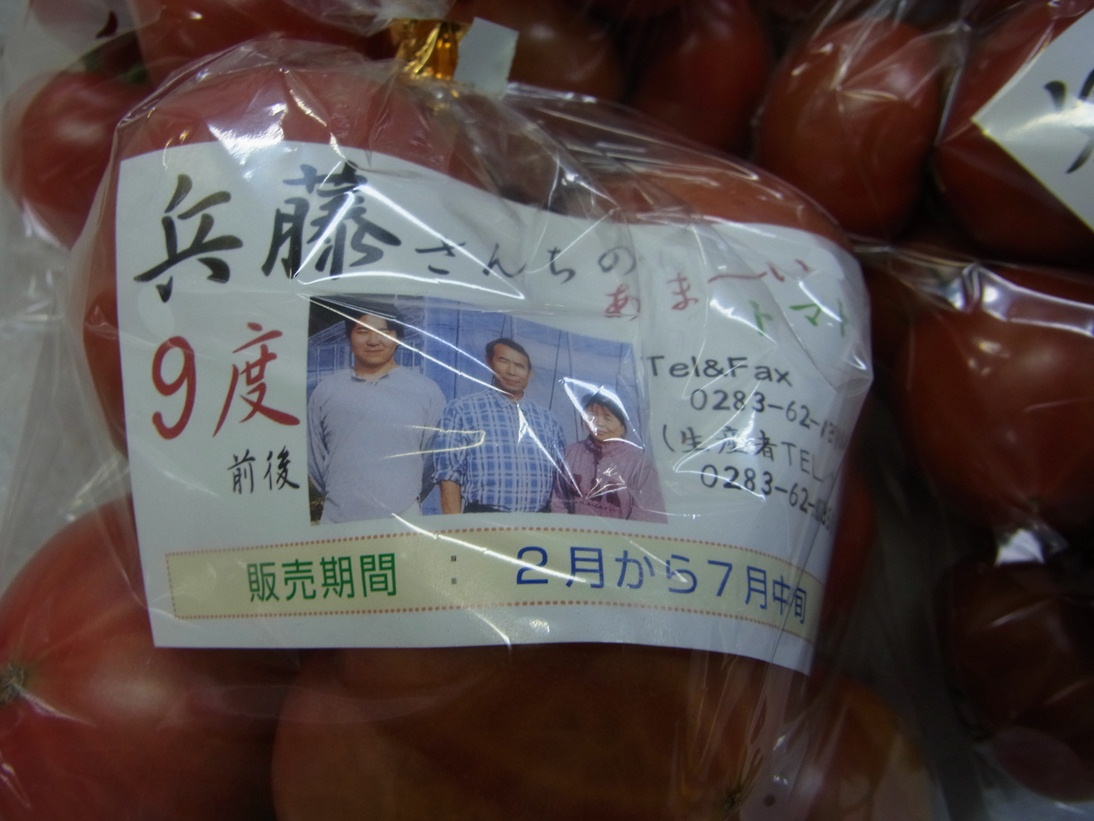 兵藤さんちの
あま〜い
トマト
9度
前後
Tel&Fax
0283-62-
(生産者TEL
0283-62-
販売期間 : 2月から7月中旬